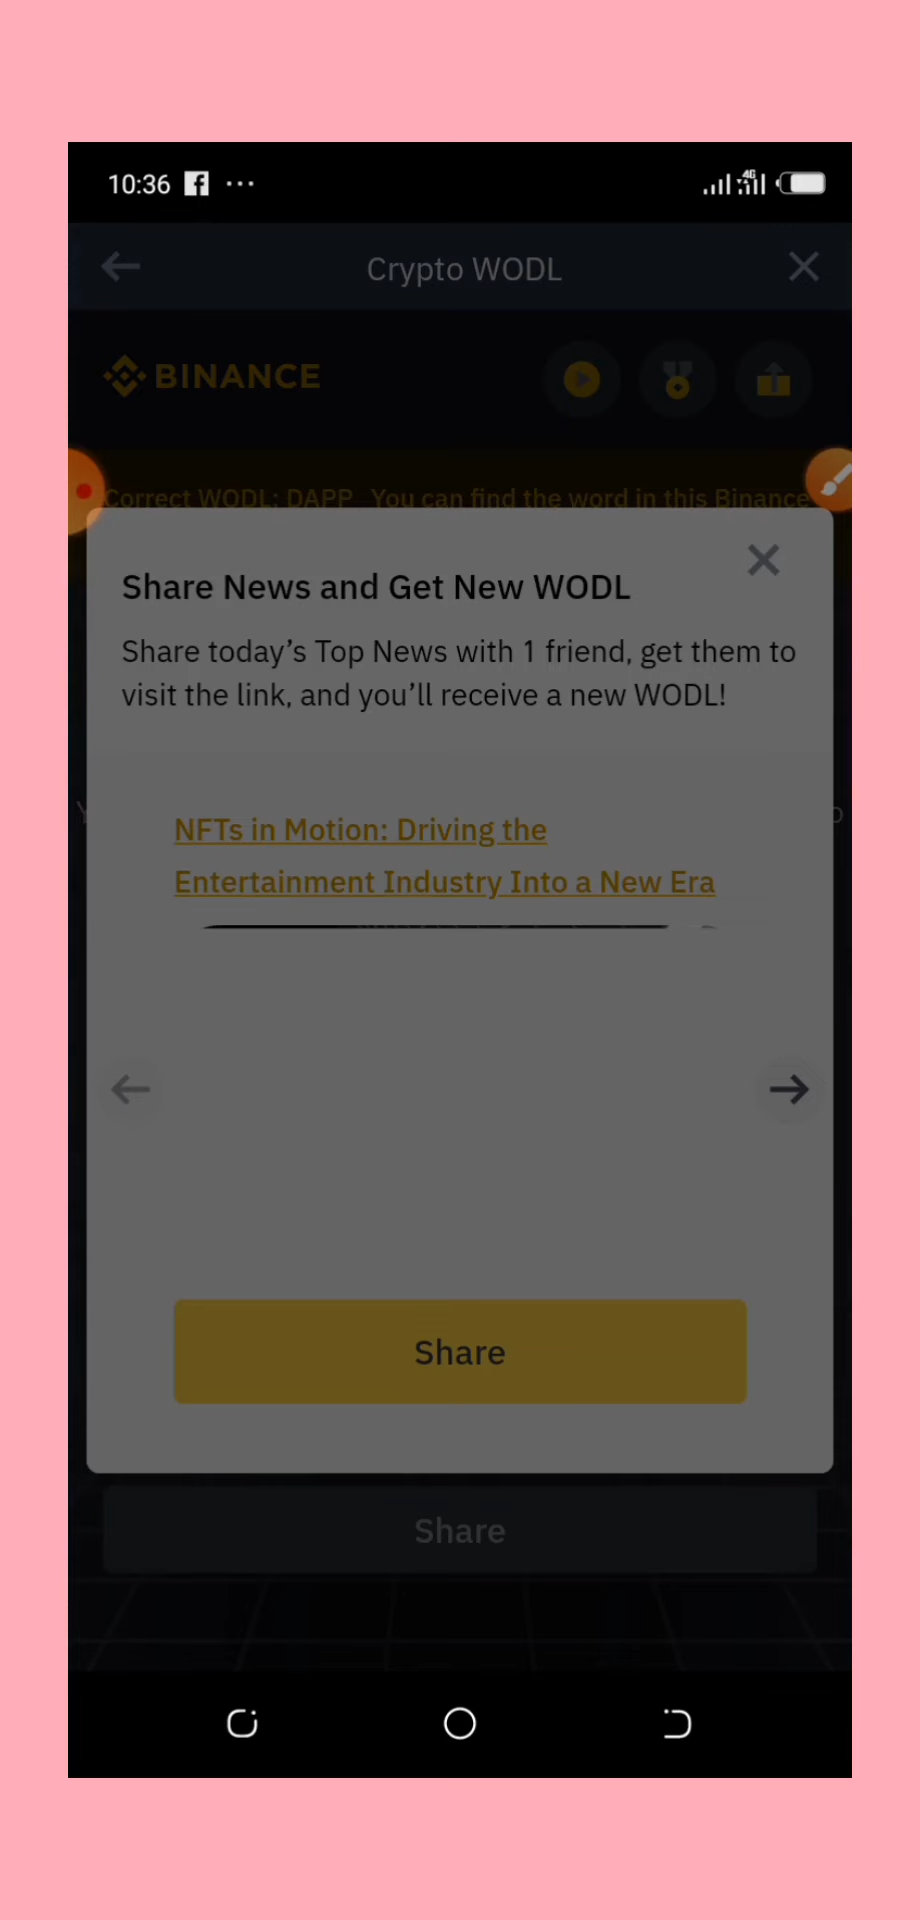 10:36
4G
Crypto WODL
BINANCE
Correct WODL: DAPP You can find the word in this Binance
Share News and Get New WODL
Share today’s Top News with 1 friend, get them to
visit the link, and you’ll receive a new WODL!
NFTs in Motion: Driving the
Entertainment Industry Into a New Era
Share
Share